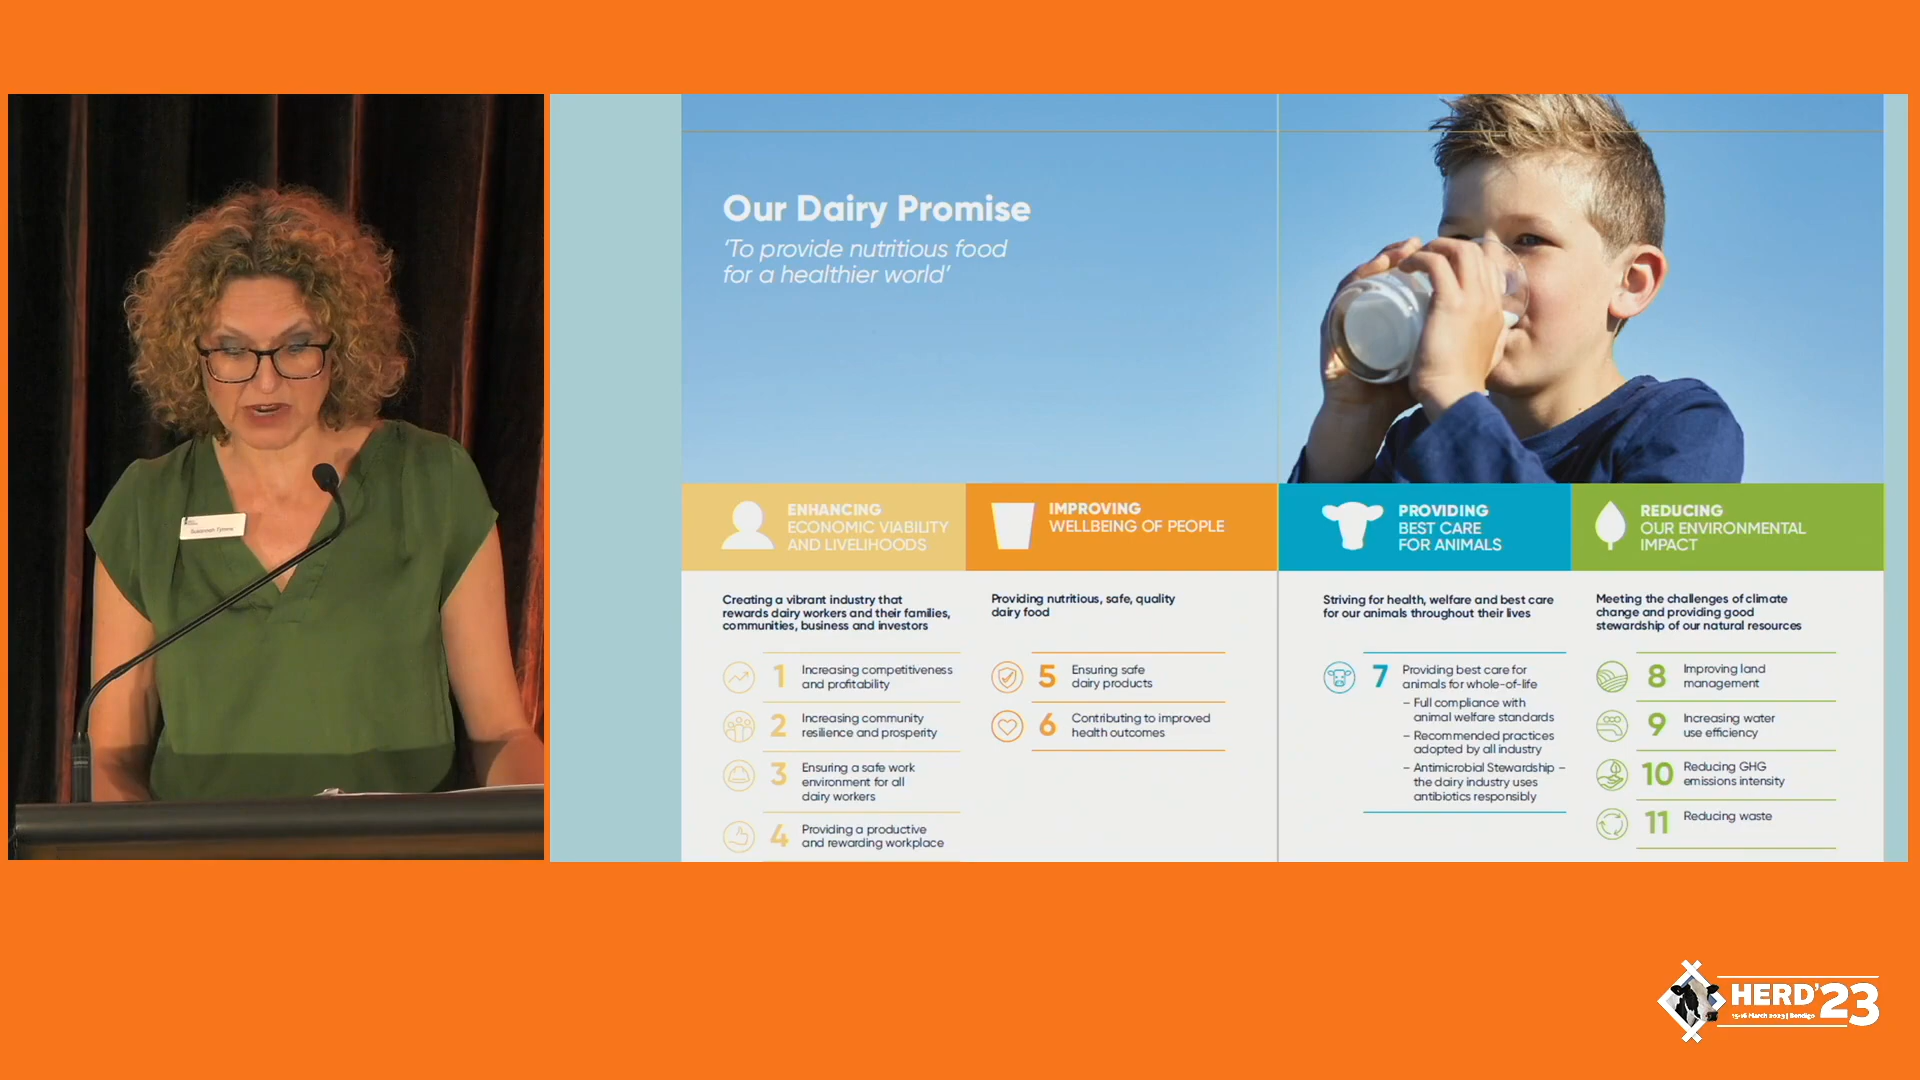 Our Dairy Promise
‘To provide nutritious food
for a healthier world’
ENHANCING
ECONOMIC VIABILITY
AND LIVELIHOODS
Creating a vibrant industry that
rewards dairy workers and their families,
communities, business and investors
1 Increasing competitiveness
and profitability
2 Increasing community
resilience and prosperity
3 Ensuring a safe work
environment for all
dairy workers
4 Providing a productive
and rewarding workplace
IMPROVING
WELLBEING OF PEOPLE
Providing nutritious, safe, quality
dairy food
5 Ensuring safe
dairy products
6 Contributing to improved
health outcomes
PROVIDING
BEST CARE
FOR ANIMALS
Striving for health, welfare and best care
for our animals throughout their lives
7 Providing best care for
animals for whole-of-life
– Full compliance with
animal welfare standards
– Recommended practices
adopted by all industry
– Antimicrobial Stewardship –
the dairy industry uses
antibiotics responsibly
REDUCING
OUR ENVIRONMENTAL
IMPACT
Meeting the challenges of climate
change and providing good
stewardship of our natural resources
8 Improving land
management
9 Increasing water
use efficiency
10 Reducing GHG
emissions intensity
11 Reducing waste
HERD'23
15-16 March 2023 | Bendigo